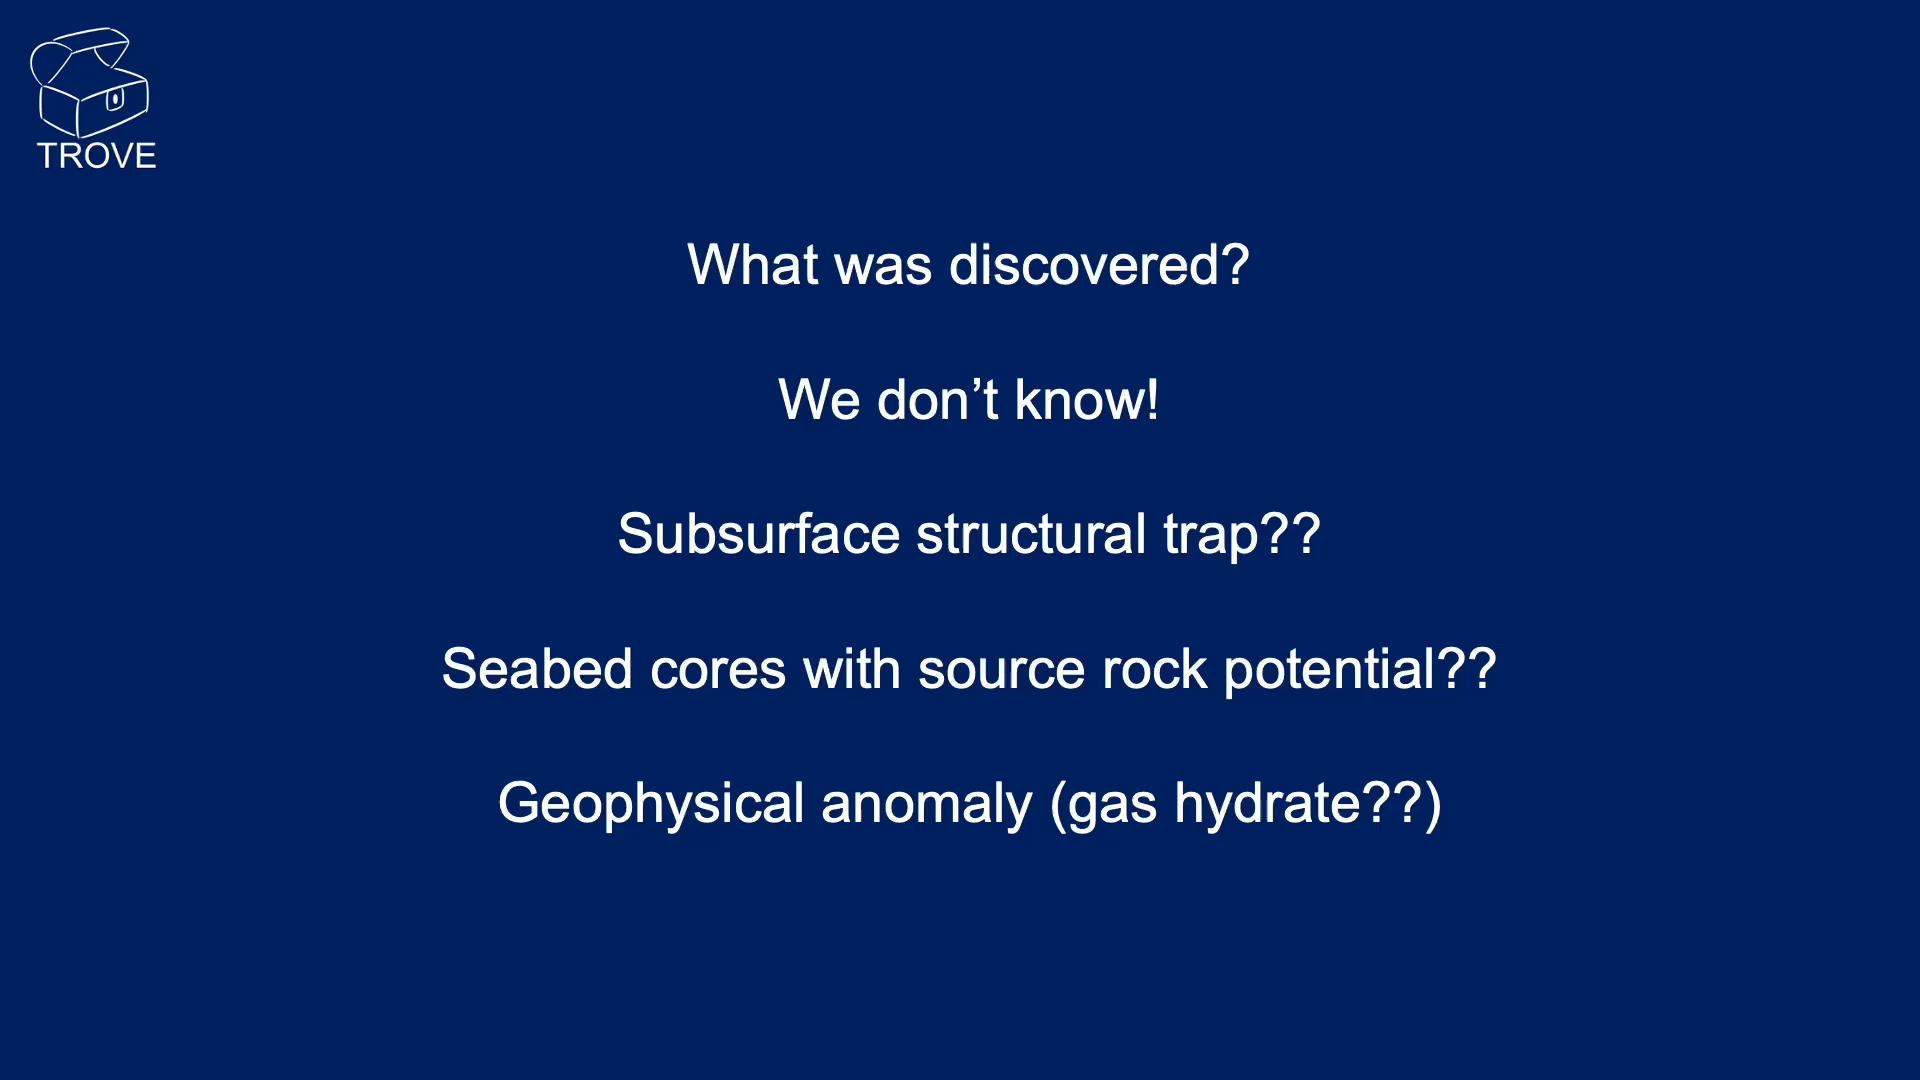 TROVE
What was discovered?
We don’t know!
Subsurface structural trap??
Seabed cores with source rock potential??
Geophysical anomaly (gas hydrate??)